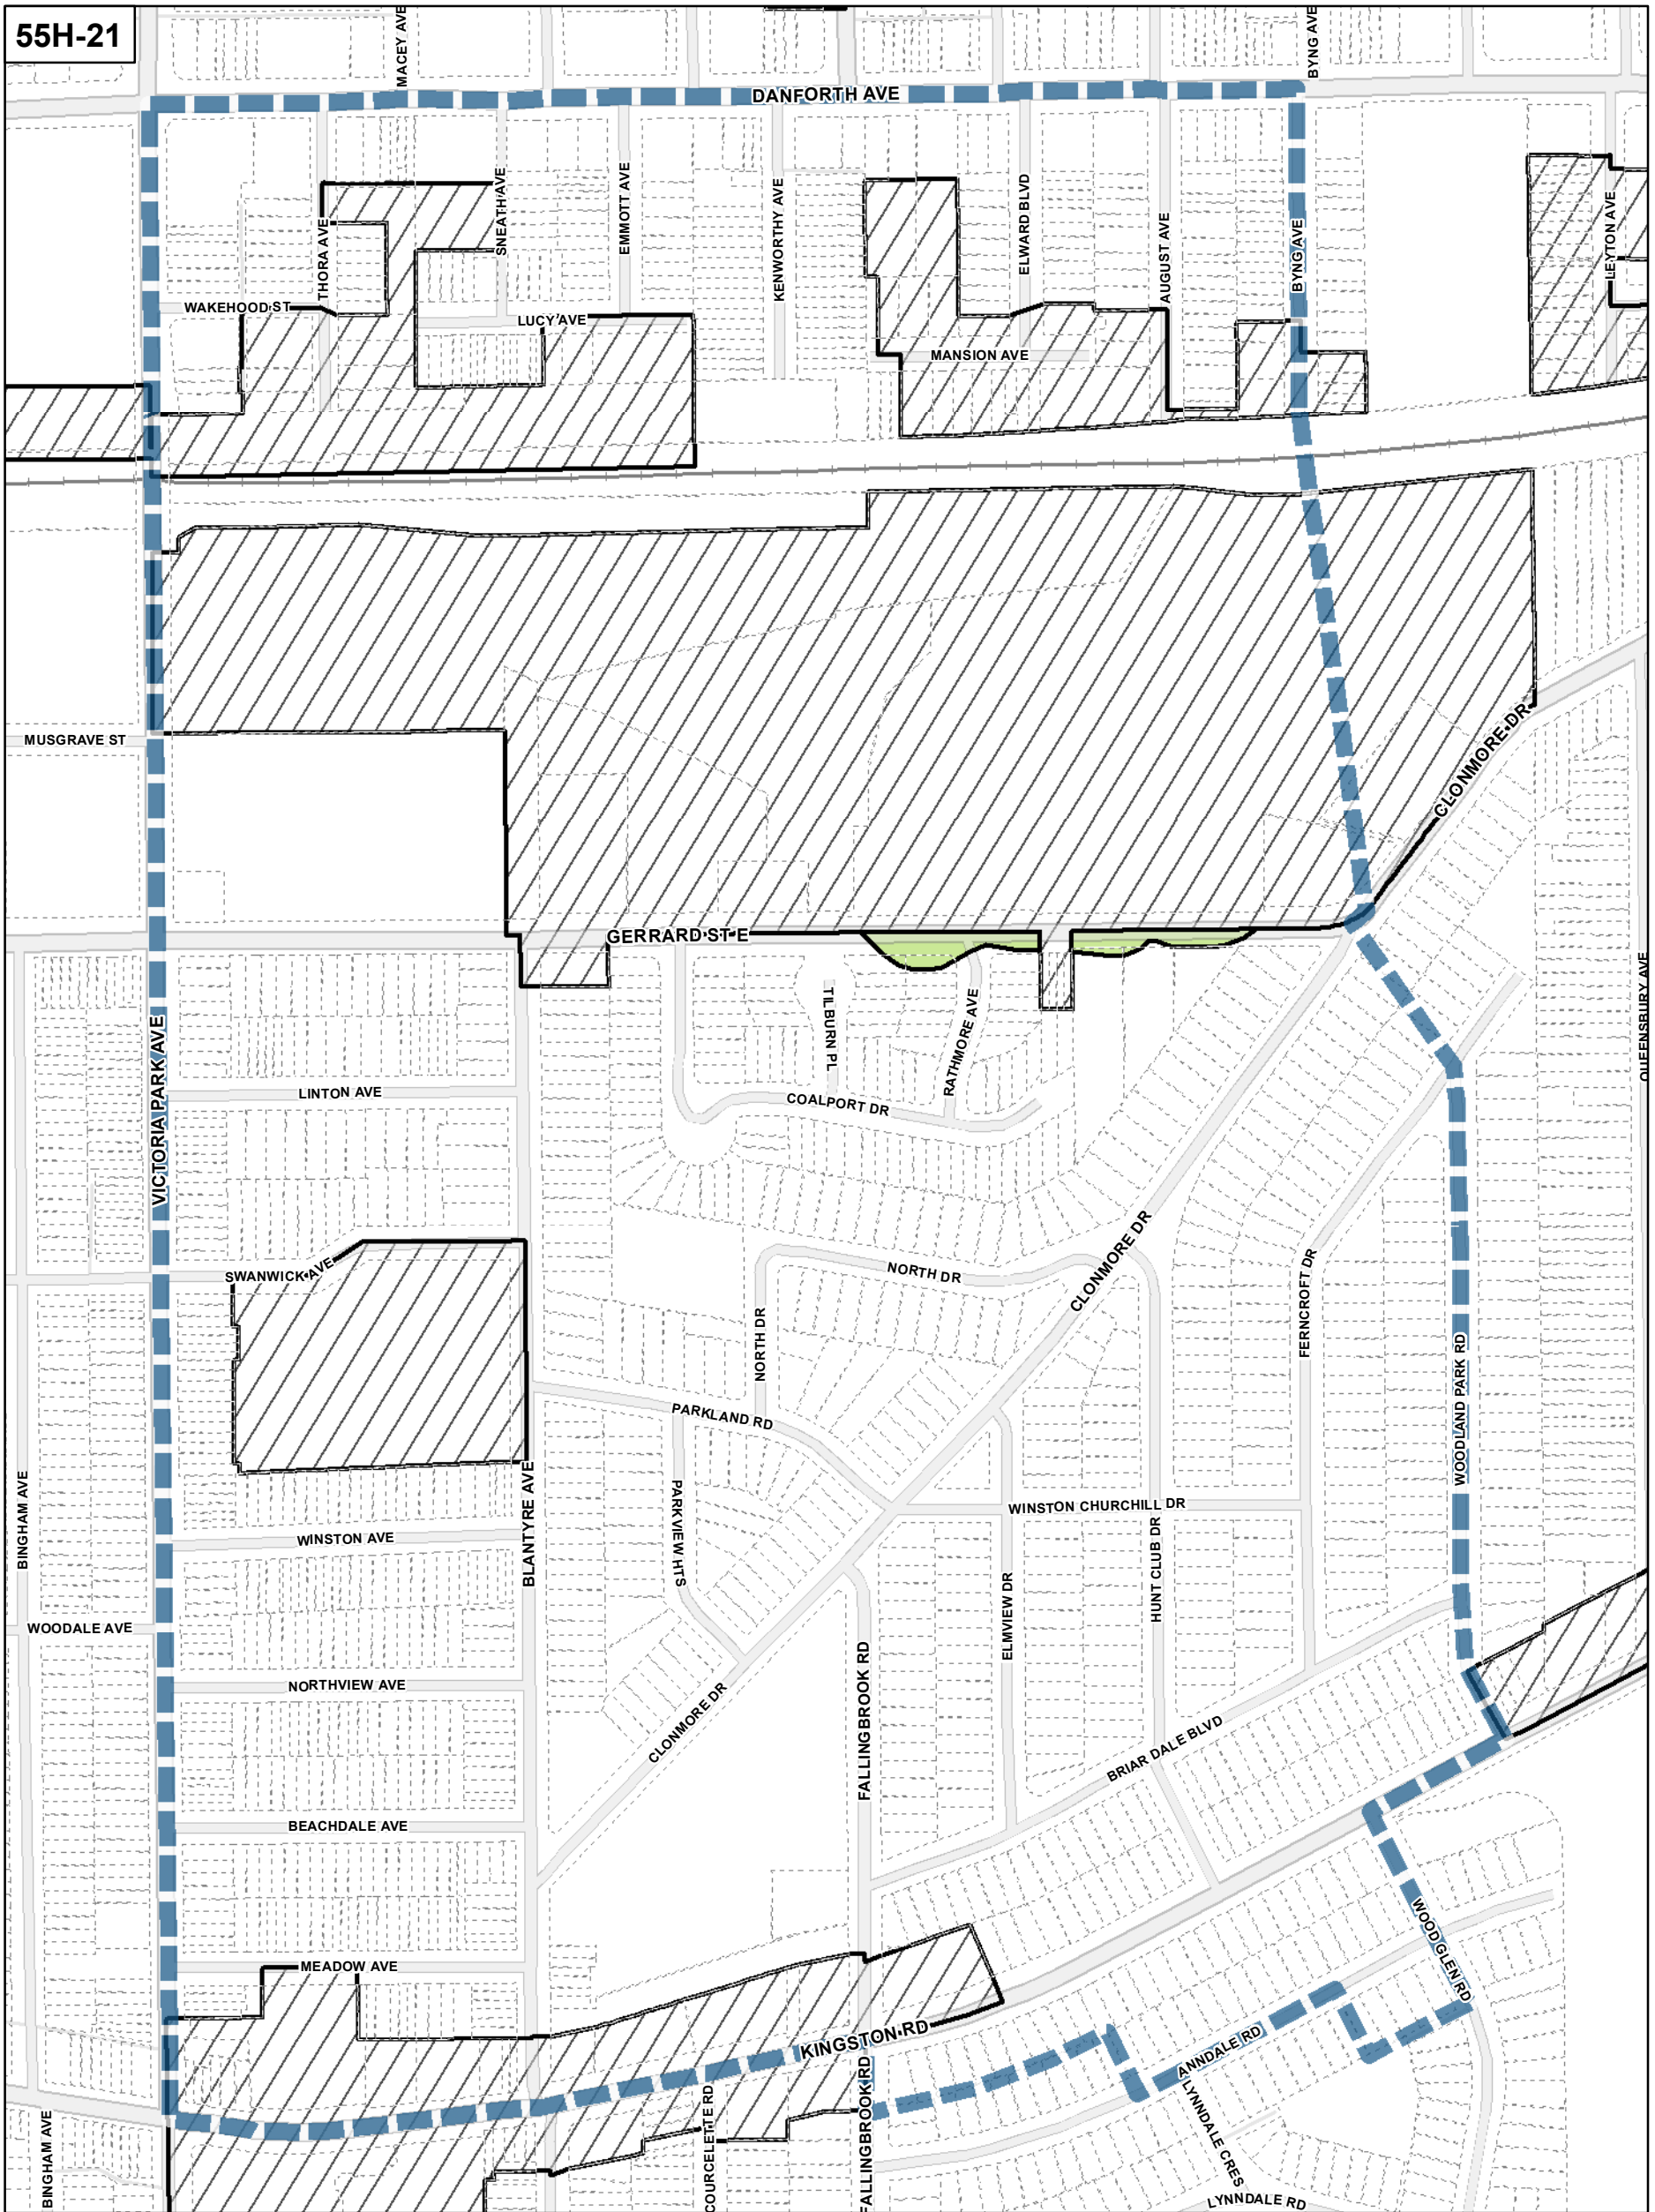 55H-21
MACEY AVE
BYNG AVE
DANFORTH AVE
THORA AVE
SNEATH AVE
EMMOTT AVE
KENWORTHY AVE
ELWARD BLVD
AUGUST AVE
BYNG AVE
LEYTON AVE
WAKEHOOD ST
LUCY AVE
MANSION AVE
MUSGRAVE ST
CLONMORE DR
GERRARD ST E
TILBURN PL
RATHMORE AVE
QUEENSBURY AVE
VICTORIA PARK AVE
LINTON AVE
COALPORT DR
SWANWICK AVE
NORTH DR
CLONMORE DR
NORTH DR
FERNCROFT DR
WOODLAND PARK RD
PARKLAND RD
BINGHAM AVE
BLANTYRE AVE
PARKVIEW HTS
WINSTON CHURCHILL DR
WINSTON AVE
HUNT CLUB DR
ELMVIEW DR
WOODALE AVE
FALLINGBROOK RD
NORTHVIEW AVE
CLONMORE DR
BRIAR DALE BLVD
BEACHDALE AVE
WOOD GLEN RD
MEADOW AVE
KINGSTON RD
ANNDALE RD
FALLINGBROOK RD
COURCELETTE RD
LYNNDALE CRES
BINGHAM AVE
LYNNDALE RD